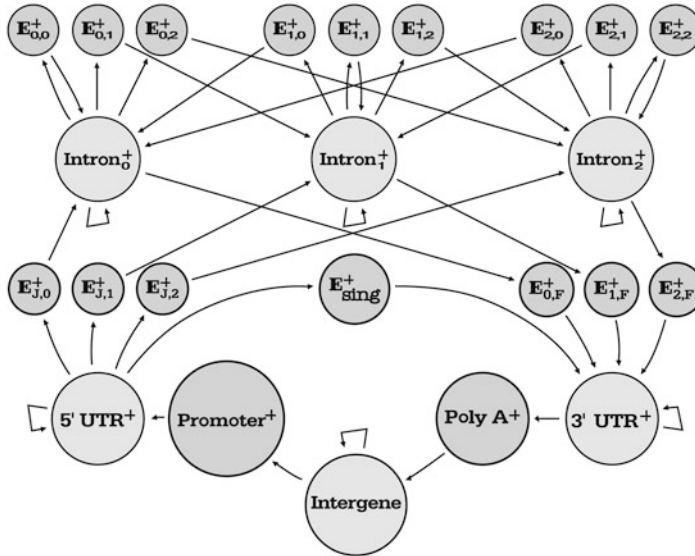 E⁺₀,₀ E⁺₀,₁ E⁺₀,₂ E⁺₁,₀ E⁺₁,₁ E⁺₁,₂ E⁺₂,₀ E⁺₂,₁ E⁺₂,₂
Intron⁺₀ Intron⁺₁ Intron⁺₂
E⁺J,₀ E⁺J,₁ E⁺J,₂ E⁺sing E⁺₀,F E⁺₁,F E⁺₂,F
5' UTR⁺ Promoter⁺ Poly A⁺ 3' UTR⁺
Intergene